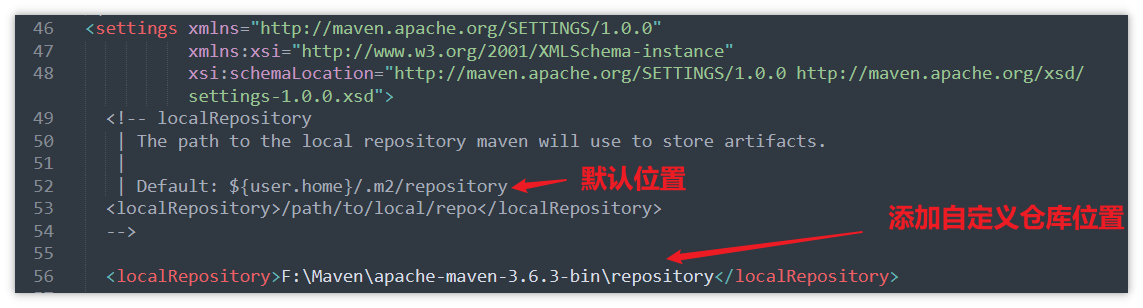 46 <settings xmlns="http://maven.apache.org/SETTINGS/1.0.0"
47 xmlns:xsi="http://www.w3.org/2001/XMLSchema-instance"
48 xsi:schemaLocation="http://maven.apache.org/SETTINGS/1.0.0 http://maven.apache.org/xsd/
settings-1.0.0.xsd">
49 <!-- localRepository
50 | The path to the local repository maven will use to store artifacts.
51 |
52 | Default: ${user.home}/.m2/repository 默认位置
53 <localRepository>/path/to/local/repo</localRepository>
添加自定义仓库位置
54 -->
55
56 <localRepository>F:\Maven\apache-maven-3.6.3-bin\repository</localRepository>